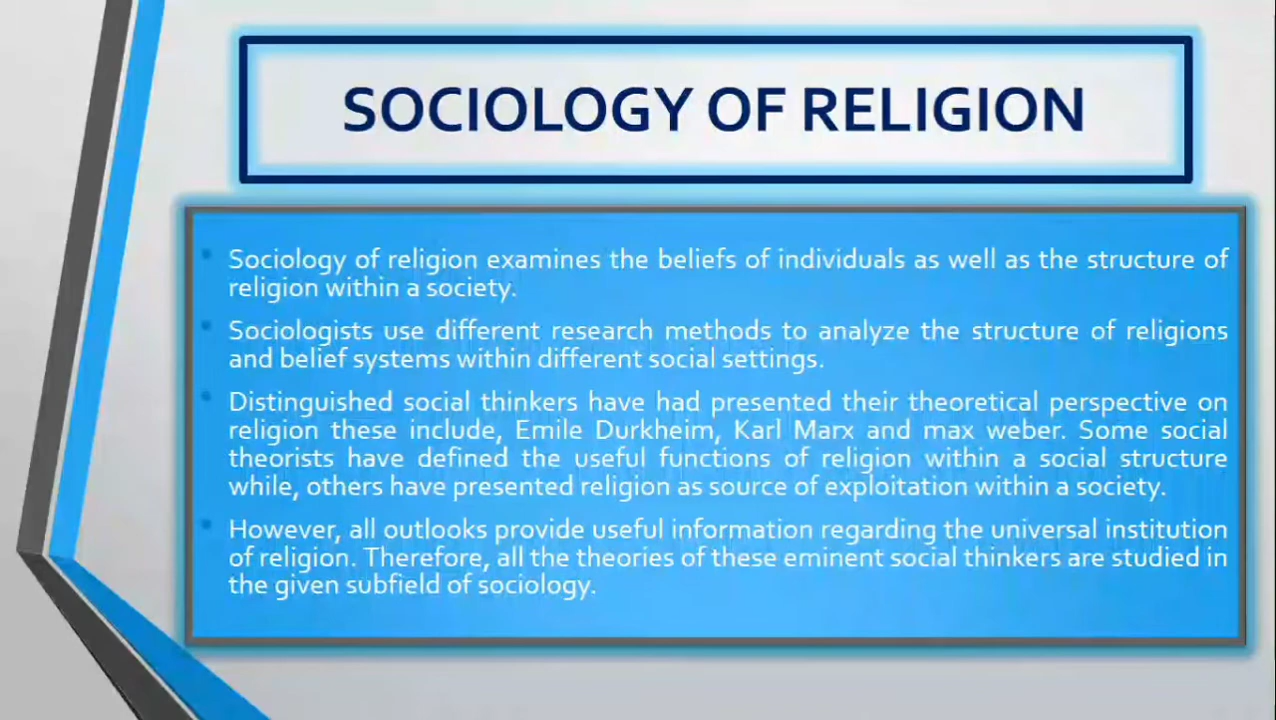 SOCIOLOGY OF RELIGION
Sociology of religion examines the beliefs of individuals as well as the structure of
religion within a society.
Sociologists use different research methods to analyze the structure of religions
and belief systems within different social settings.
Distinguished social thinkers have had presented their theoretical perspective on
religion these include, Emile Durkheim, Karl Marx and max weber. Some social
theorists have defined the useful functions of religion within a social structure
while, others have presented religion as source of exploitation within a society.
However, all outlooks provide useful information regarding the universal institution
of religion. Therefore, all the theories of these eminent social thinkers are studied in
the given subfield of sociology.